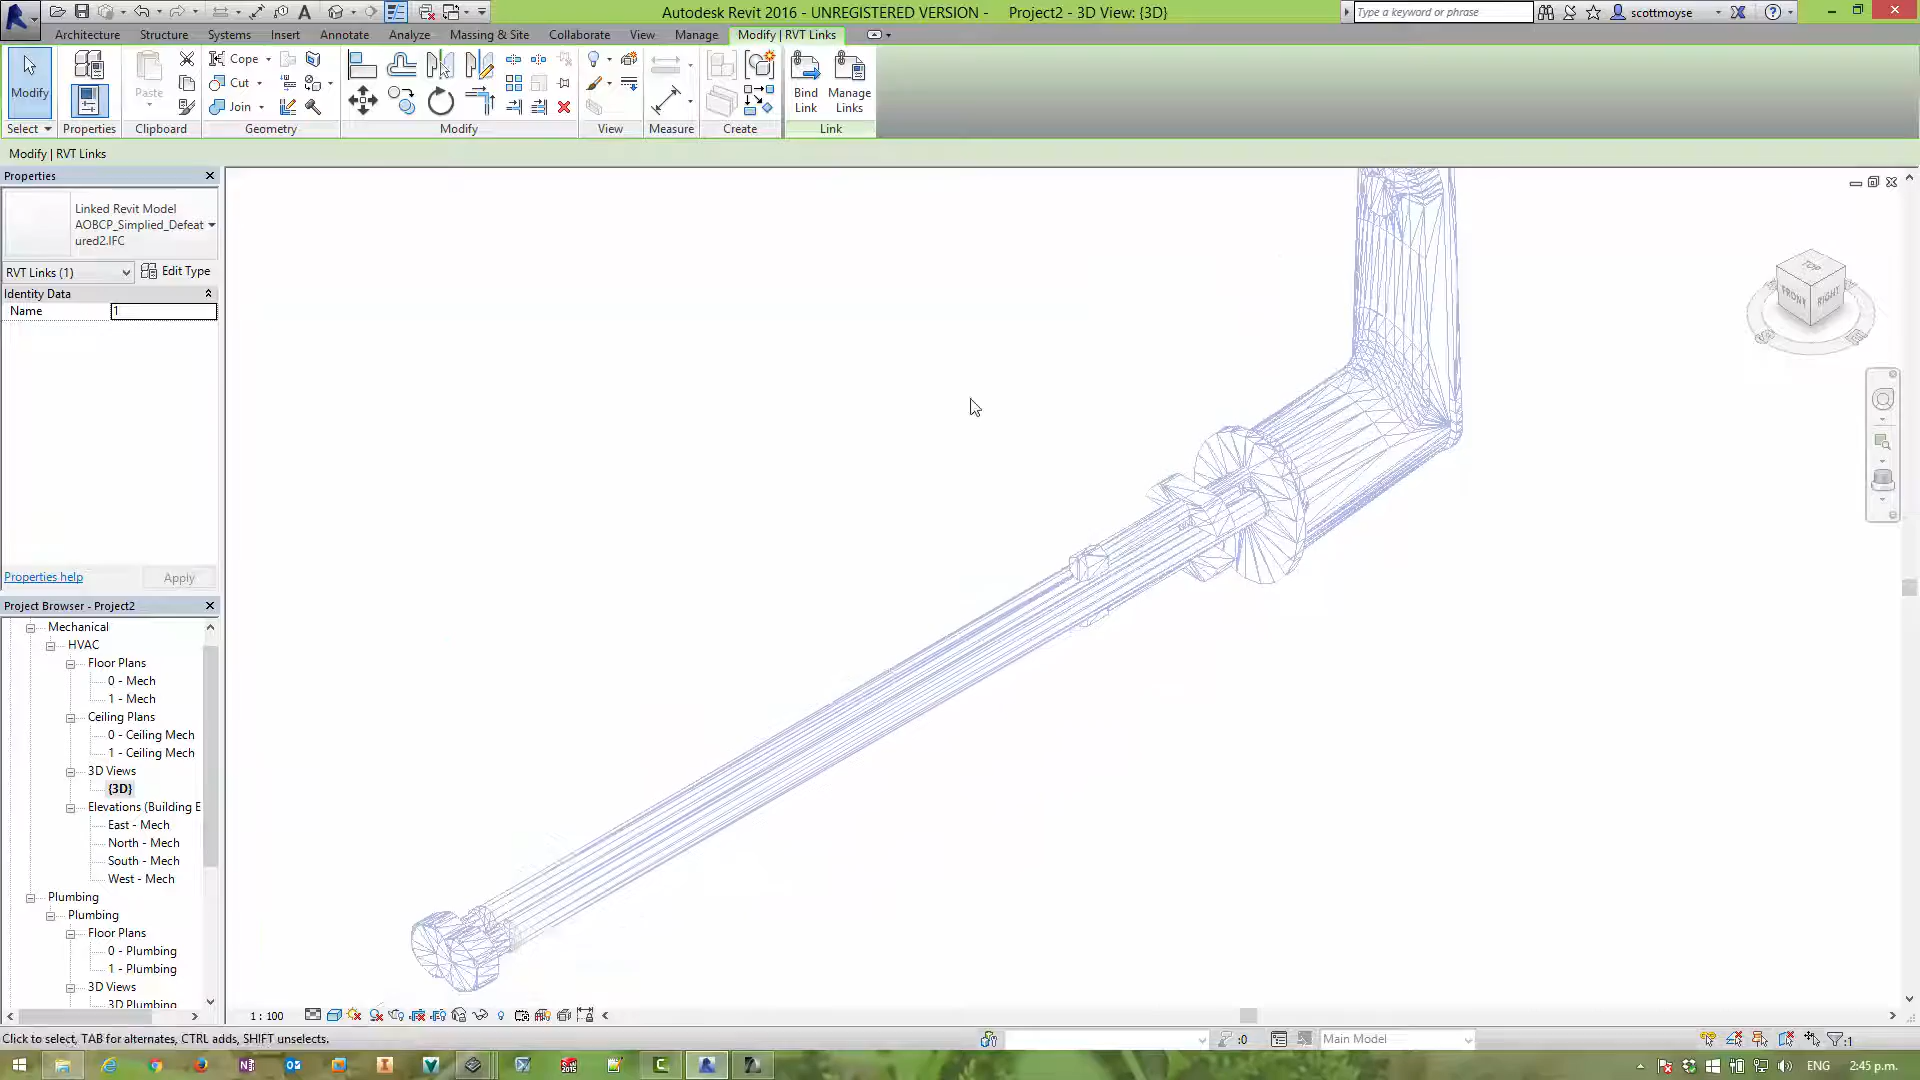 Autodesk Revit 2016 - UNREGISTERED VERSION - Project2 - 3D View: {3D}
Type a keyword or phrase
scottmoyse
Architecture Structure Systems Insert Annotate Analyze Massing & Site Collaborate View Manage Modify | RVT Links
Modify
Paste
Cope
Cut
Join
Bind Link
Manage Links
Select Properties Clipboard Geometry Modify View Measure Create Link
Modify | RVT Links
Properties
Linked Revit Model
AOBCP_Simplied_Defeat
ured2.IFC
RVT Links (1)
Edit Type
Identity Data
Name 1
Properties help
Apply
Project Browser - Project2
Mechanical
HVAC
Floor Plans
0 - Mech
1 - Mech
Ceiling Plans
0 - Ceiling Mech
1 - Ceiling Mech
3D Views
{3D}
Elevations (Building E
East - Mech
North - Mech
South - Mech
West - Mech
Plumbing
Plumbing
Floor Plans
0 - Plumbing
1 - Plumbing
3D Views
3D Plumbing
TOP
FRONT
RIGHT
1 : 100
Click to select, TAB for alternates, CTRL adds, SHIFT unselects.
:0
Main Model
:1
ENG
2:45 p.m.